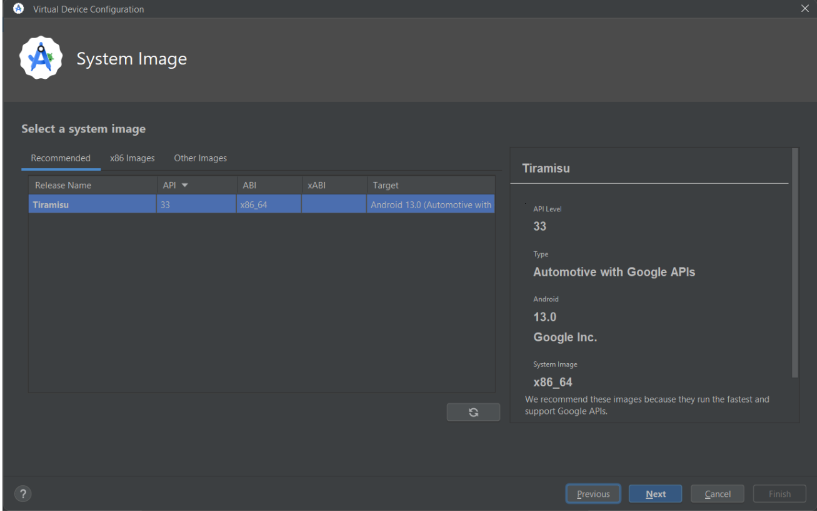 Virtual Device Configuration
System Image
Select a system image
Recommended x86 Images Other Images
Release Name API ABI xABI Target
Tiramisu 33 x86_64 Android 13.0 (Automotive with
Tiramisu
API Level
33
Type
Automotive with Google APIs
Android
13.0
Google Inc.
System Image
x86_64
We recommend these images because they run the fastest and
support Google APIs.
? Previous Next Cancel Finish